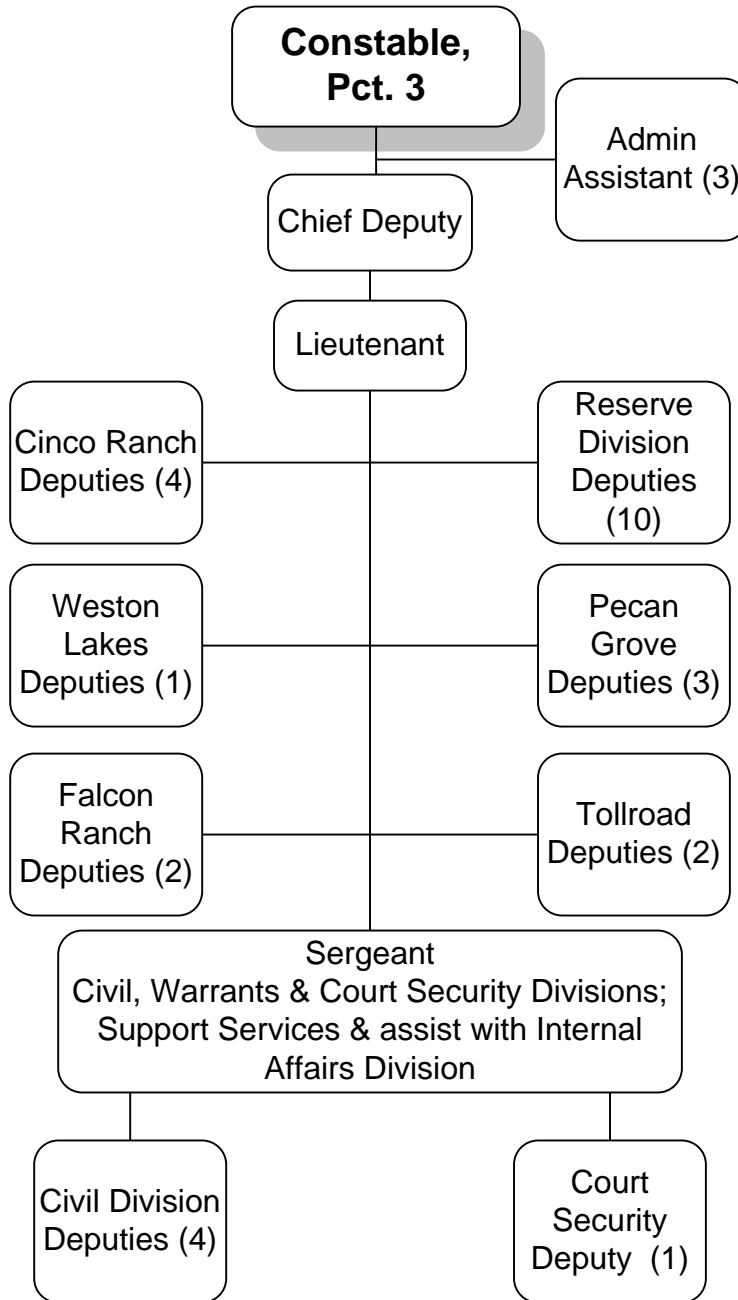 Constable,
Pct. 3
Admin
Assistant (3)
Chief Deputy
Lieutenant
Cinco Ranch
Deputies (4)
Reserve
Division
Deputies
(10)
Weston
Lakes
Deputies (1)
Pecan
Grove
Deputies (3)
Falcon
Ranch
Deputies (2)
Tollroad
Deputies (2)
Sergeant
Civil, Warrants & Court Security Divisions;
Support Services & assist with Internal
Affairs Division
Civil Division
Deputies (4)
Court
Security
Deputy (1)